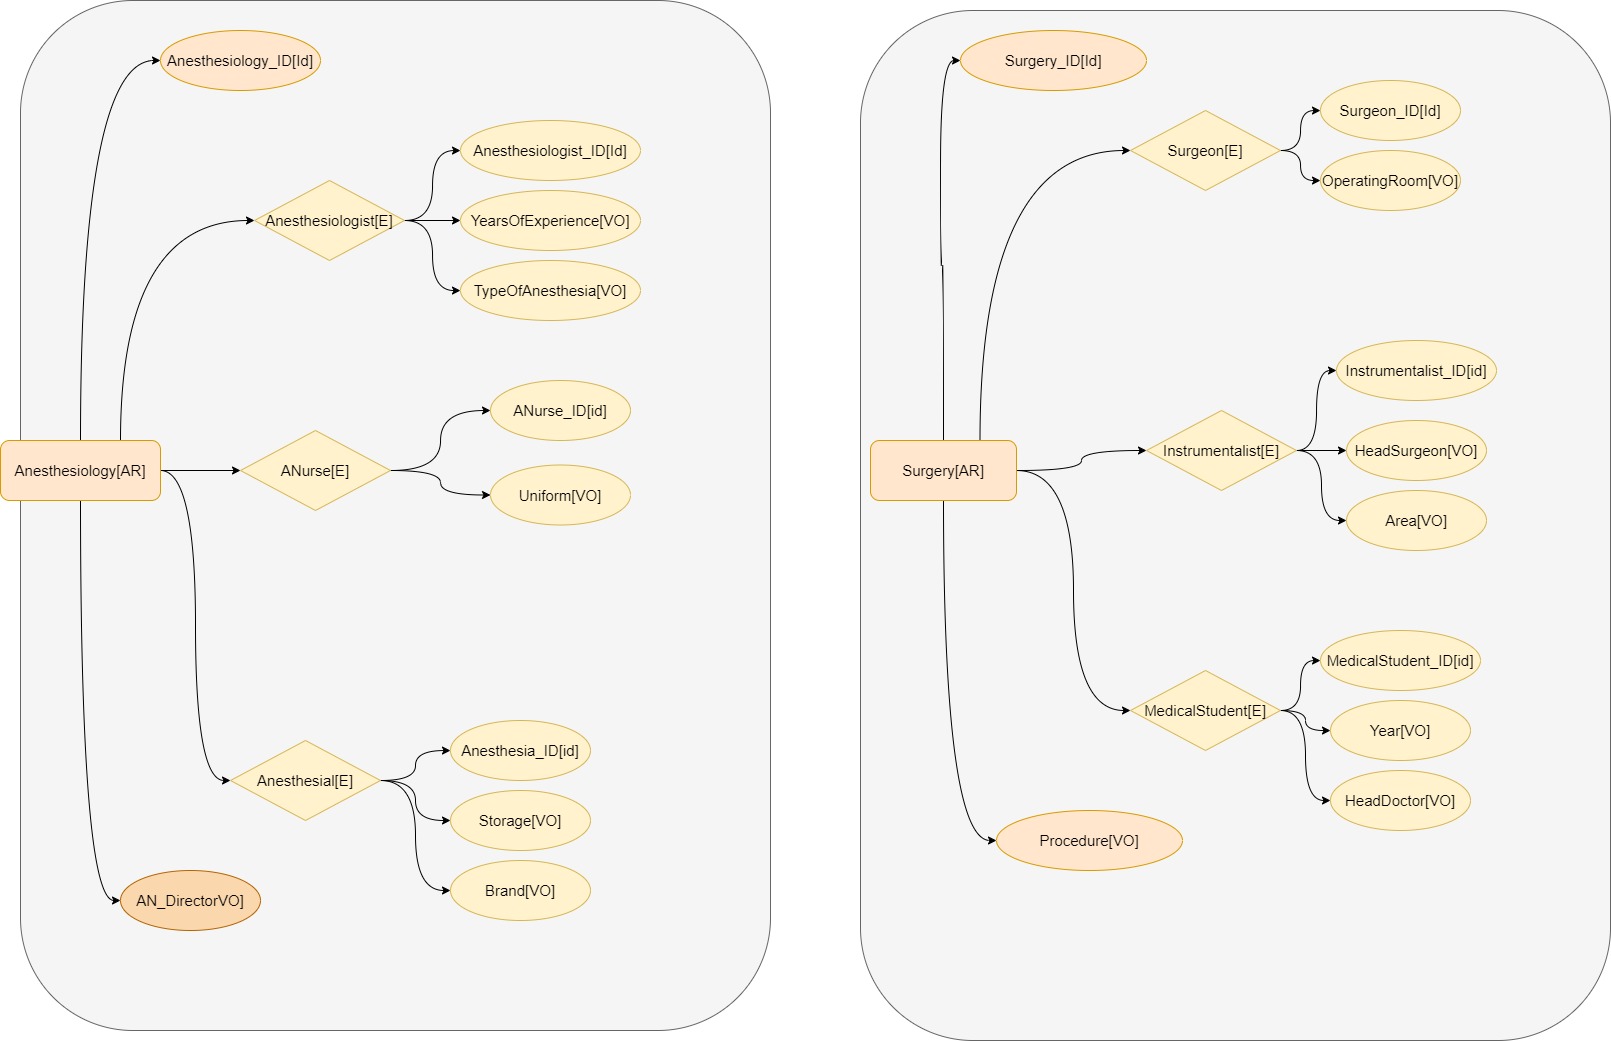 Anesthesiology_ID[Id]
Anesthesiologist[E]
Anesthesiologist_ID[Id]
YearsOfExperience[VO]
TypeOfAnesthesia[VO]
Anesthesiology[AR]
ANurse[E]
ANurse_ID[id]
Uniform[VO]
Anesthesial[E]
Anesthesia_ID[id]
Storage[VO]
Brand[VO]
AN_DirectorVO]
Surgery_ID[Id]
Surgeon[E]
Surgeon_ID[Id]
OperatingRoom[VO]
Surgery[AR]
Instrumentalist[E]
Instrumentalist_ID[id]
HeadSurgeon[VO]
Area[VO]
MedicalStudent[E]
MedicalStudent_ID[id]
Year[VO]
HeadDoctor[VO]
Procedure[VO]